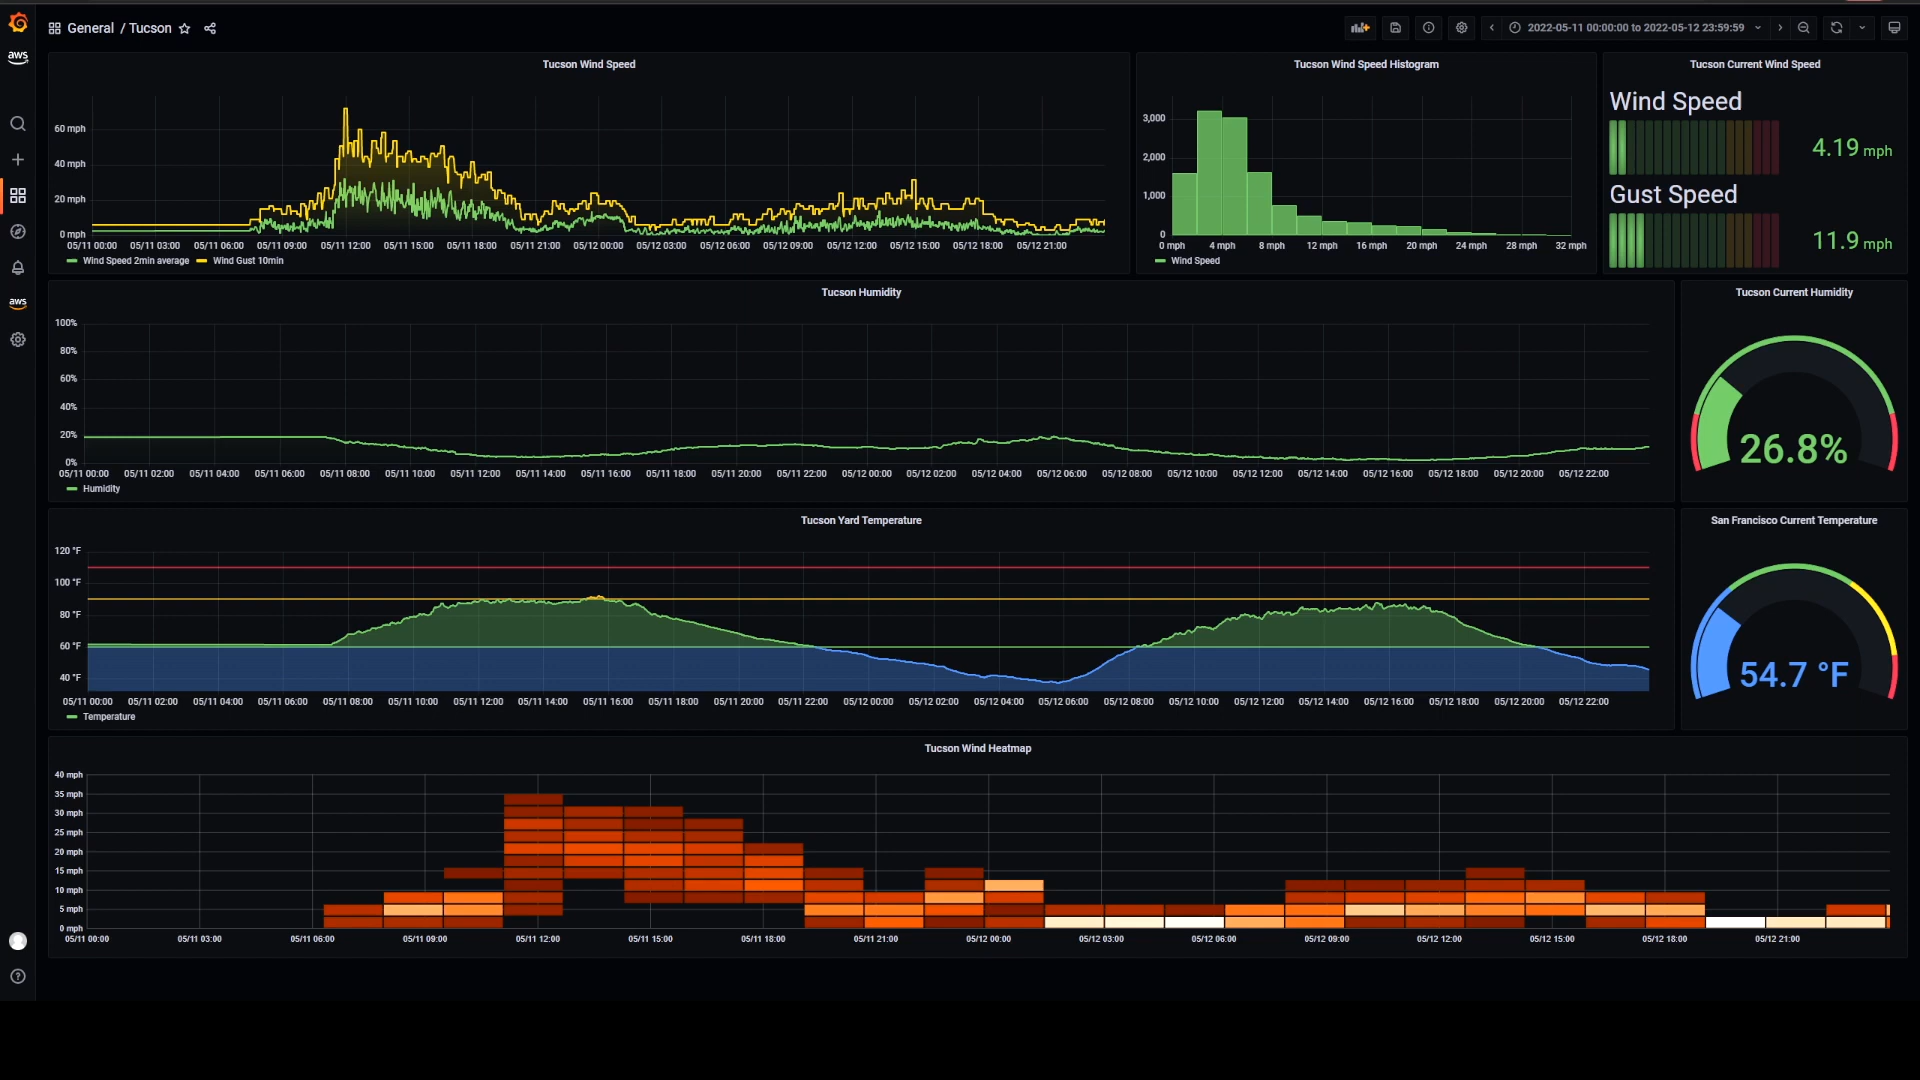 General / Tucson
2022-05-11 00:00:00 to 2022-05-12 23:59:59
aws
aws
Tucson Wind Speed
60 mph
40 mph
20 mph
0 mph
05/11 00:00 05/11 03:00 05/11 06:00 05/11 09:00 05/11 12:00 05/11 15:00 05/11 18:00 05/11 21:00 05/12 00:00 05/12 03:00 05/12 06:00 05/12 09:00 05/12 12:00 05/12 15:00 05/12 18:00 05/12 21:00
Wind Speed 2min average Wind Gust 10min
Tucson Wind Speed Histogram
3,000
2,000
1,000
0
0 mph 4 mph 8 mph 12 mph 16 mph 20 mph 24 mph 28 mph 32 mph
Wind Speed
Tucson Current Wind Speed
Wind Speed
4.19 mph
Gust Speed
11.9 mph
Tucson Humidity
100%
80%
60%
40%
20%
0%
05/11 00:00 05/11 02:00 05/11 04:00 05/11 06:00 05/11 08:00 05/11 10:00 05/11 12:00 05/11 14:00 05/11 16:00 05/11 18:00 05/11 20:00 05/11 22:00 05/12 00:00 05/12 02:00 05/12 04:00 05/12 06:00 05/12 08:00 05/12 10:00 05/12 12:00 05/12 14:00 05/12 16:00 05/12 18:00 05/12 20:00 05/12 22:00
Humidity
Tucson Current Humidity
26.8%
Tucson Yard Temperature
120 °F
100 °F
80 °F
60 °F
40 °F
05/11 00:00 05/11 02:00 05/11 04:00 05/11 06:00 05/11 08:00 05/11 10:00 05/11 12:00 05/11 14:00 05/11 16:00 05/11 18:00 05/11 20:00 05/11 22:00 05/12 00:00 05/12 02:00 05/12 04:00 05/12 06:00 05/12 08:00 05/12 10:00 05/12 12:00 05/12 14:00 05/12 16:00 05/12 18:00 05/12 20:00 05/12 22:00
Temperature
San Francisco Current Temperature
54.7 °F
Tucson Wind Heatmap
40 mph
35 mph
30 mph
25 mph
20 mph
15 mph
10 mph
5 mph
0 mph
05/11 00:00 05/11 03:00 05/11 06:00 05/11 09:00 05/11 12:00 05/11 15:00 05/11 18:00 05/11 21:00 05/12 00:00 05/12 03:00 05/12 06:00 05/12 09:00 05/12 12:00 05/12 15:00 05/12 18:00 05/12 21:00